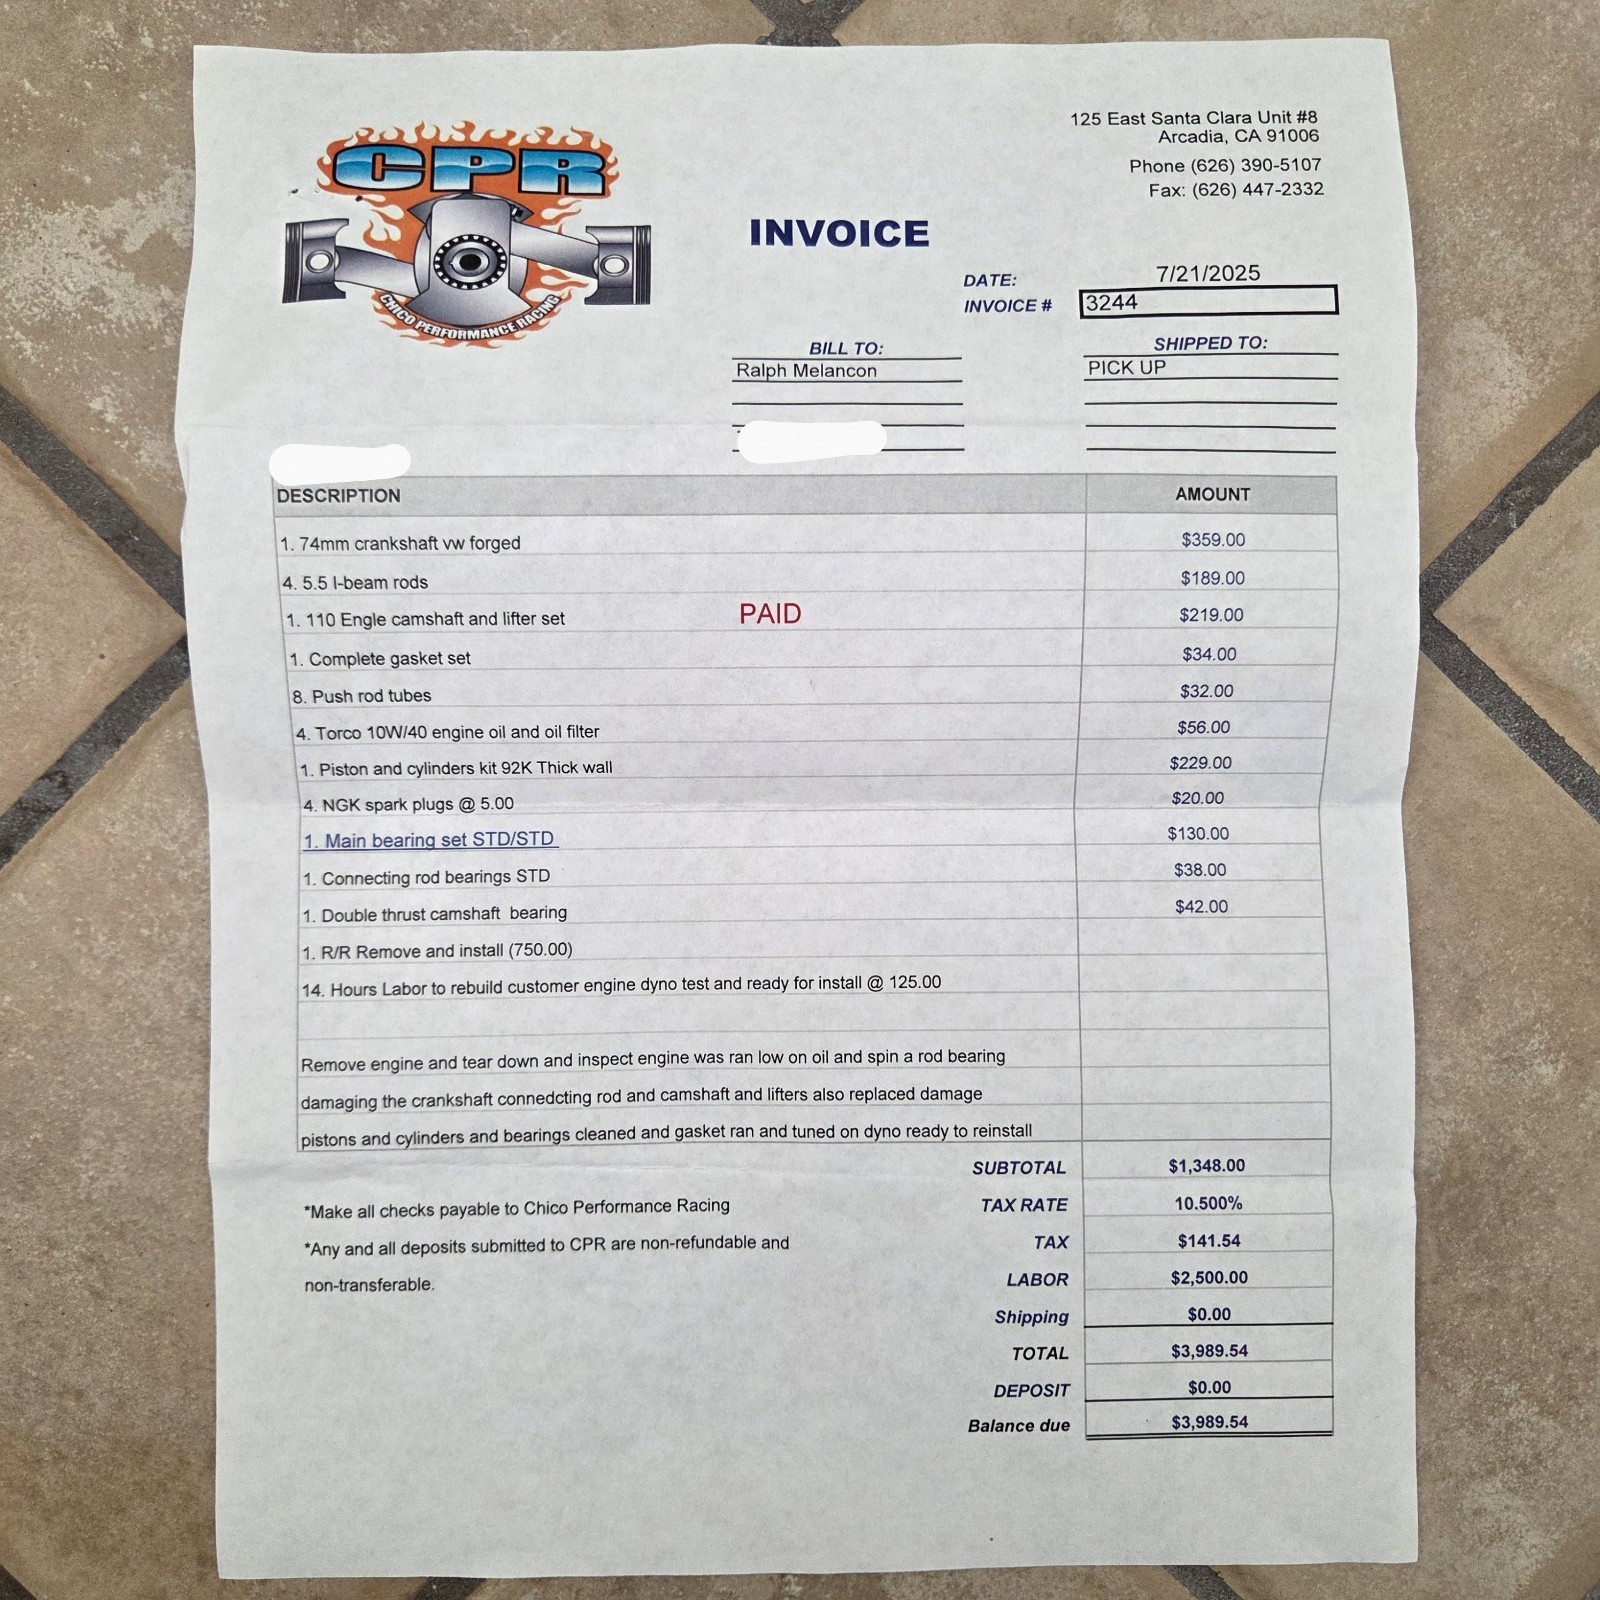 CPR
CHICO PERFORMANCE RACING
125 East Santa Clara Unit #8
Arcadia, CA 91006
Phone (626) 390-5107
Fax: (626) 447-2332
INVOICE
DATE: 7/21/2025
INVOICE # 3244
BILL TO: SHIPPED TO:
Ralph Melancon PICK UP
DESCRIPTION AMOUNT
1. 74mm crankshaft vw forged $359.00
4. 5.5 I-beam rods $189.00
1. 110 Engle camshaft and lifter set PAID $219.00
1. Complete gasket set $34.00
8. Push rod tubes $32.00
4. Torco 10W/40 engine oil and oil filter $56.00
1. Piston and cylinders kit 92K Thick wall $229.00
4. NGK spark plugs @ 5.00 $20.00
1. Main bearing set STD/STD $130.00
1. Connecting rod bearings STD $38.00
1. Double thrust camshaft bearing $42.00
1. R/R Remove and install (750.00)
14. Hours Labor to rebuild customer engine dyno test and ready for install @ 125.00
Remove engine and tear down and inspect engine was ran low on oil and spin a rod bearing
damaging the crankshaft connedcting rod and camshaft and lifters also replaced damage
pistons and cylinders and bearings cleaned and gasket ran and tuned on dyno ready to reinstall
SUBTOTAL $1,348.00
*Make all checks payable to Chico Performance Racing TAX RATE 10.500%
*Any and all deposits submitted to CPR are non-refundable and TAX $141.54
non-transferable. LABOR $2,500.00
Shipping $0.00
TOTAL $3,989.54
DEPOSIT $0.00
Balance due $3,989.54